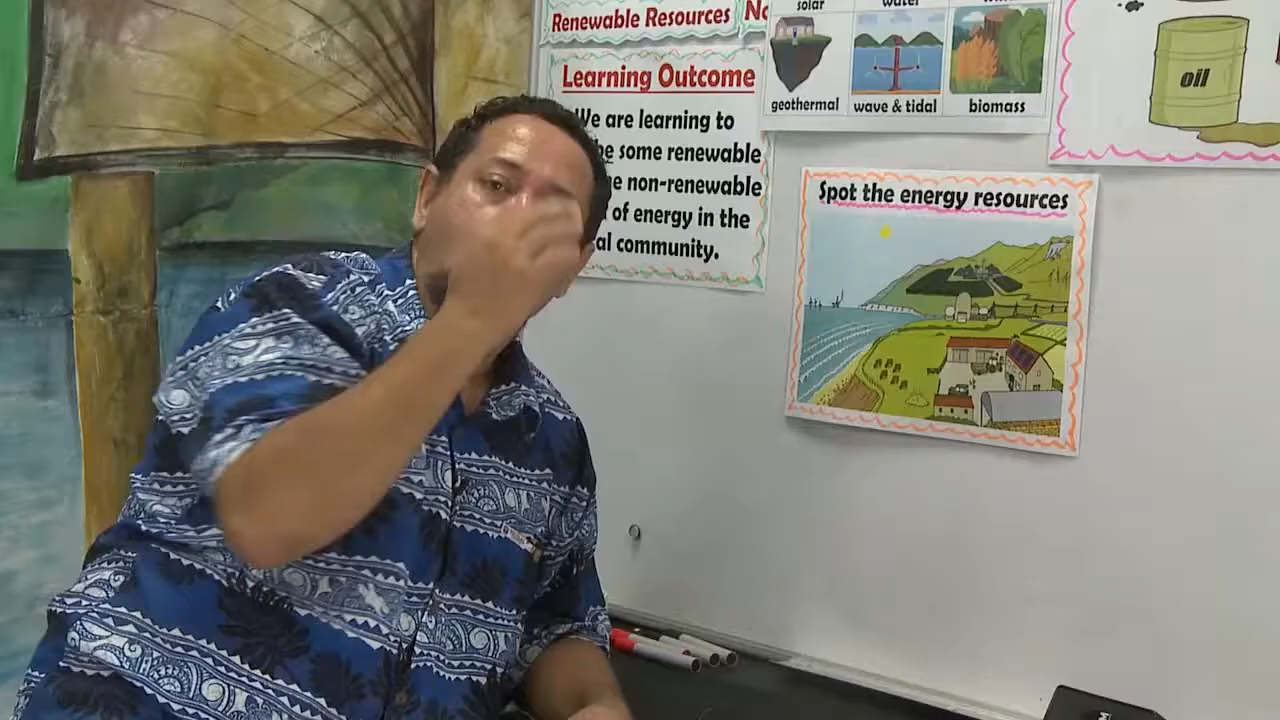 Renewable Resources
Learning Outcome
We are learning to
some renewable
non-renewable
of energy in the
community.
solar
water
geothermal
wave & tidal
biomass
oil
Spot the energy resources